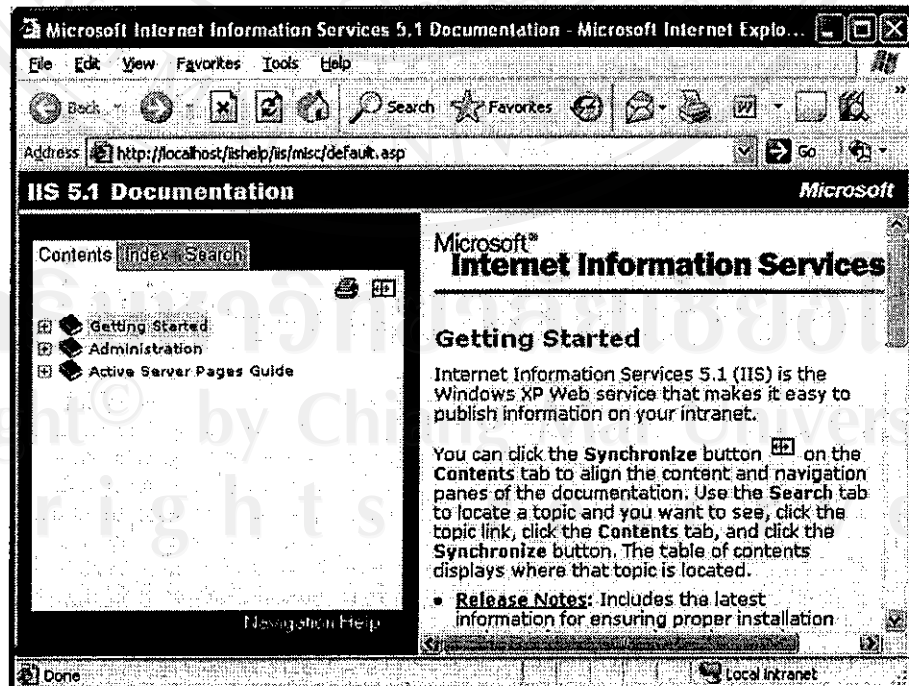 Microsoft Internet Information Services 5.1 Documentation - Microsoft Internet Explo...
File Edit View Favorites Tools Help
Back Search Favorites
Address http://localhost/iishelp/iis/misc/default.asp Go
IIS 5.1 Documentation Microsoft
Contents Index Search
Getting Started
Administration
Active Server Pages Guide
Navigation Help
Microsoft®
Internet Information Services
Getting Started
Internet Information Services 5.1 (IIS) is the
Windows XP Web service that makes it easy to
publish information on your intranet.
You can click the Synchronize button on the
Contents tab to align the content and navigation
panes of the documentation. Use the Search tab
to locate a topic and you want to see, click the
topic link, click the Contents tab, and click the
Synchronize button. The table of contents
displays where that topic is located.
• Release Notes: Includes the latest
information for ensuring proper installation
Done Local intranet
© by Chiang Mai Univers
rights